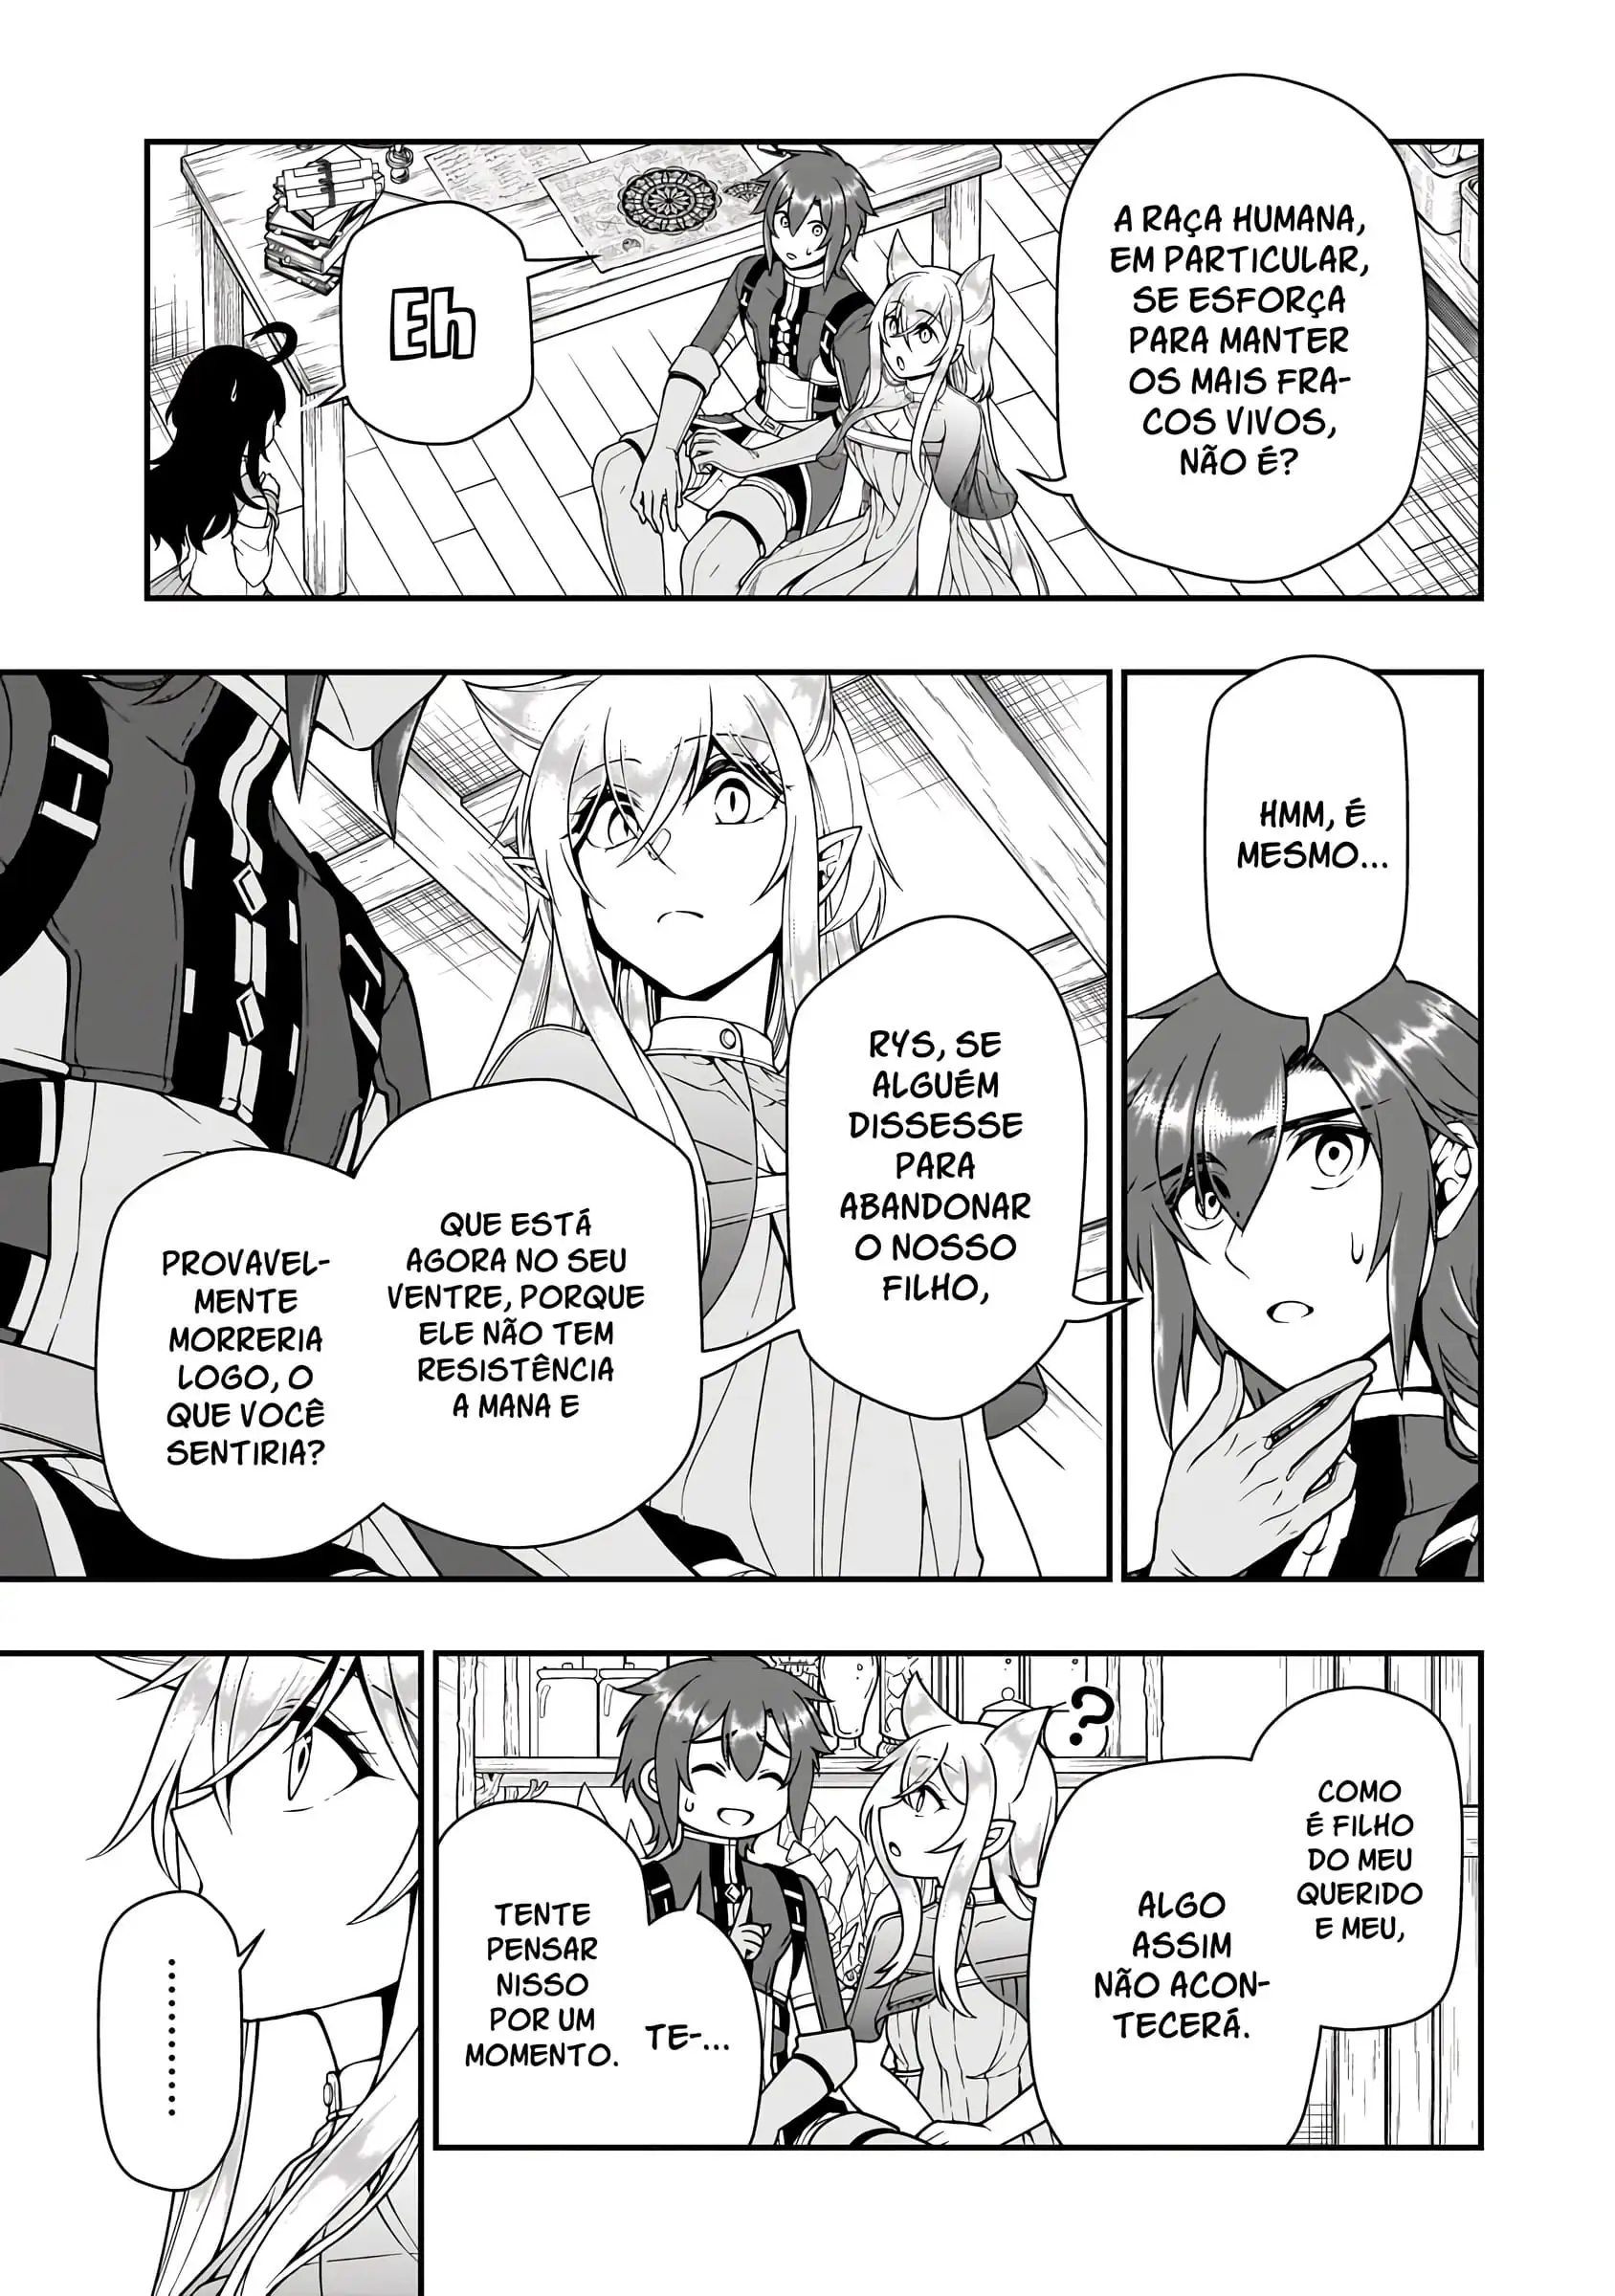 A RAÇA HUMANA,
EM PARTICULAR,
SE ESFORÇA
PARA MANTER
OS MAIS FRA-
COS VIVOS,
NÃO É?
Eh
HMM, É
MESMO...
RYS, SE
ALGUÉM
DISSESSE
PARA
ABANDONAR
O NOSSO
FILHO,
QUE ESTÁ
AGORA NO SEU
VENTRE, PORQUE
ELE NÃO TEM
RESISTÊNCIA
A MANA E
PROVAVEL-
MENTE
MORRERIA
LOGO, O
QUE VOCÊ
SENTIRIA?
?
COMO
É FILHO
DO MEU
QUERIDO
E MEU,
ALGO
ASSIM
NÃO ACON-
TECERÁ.
TE-...
TENTE
PENSAR
NISSO
POR UM
MOMENTO.
..........